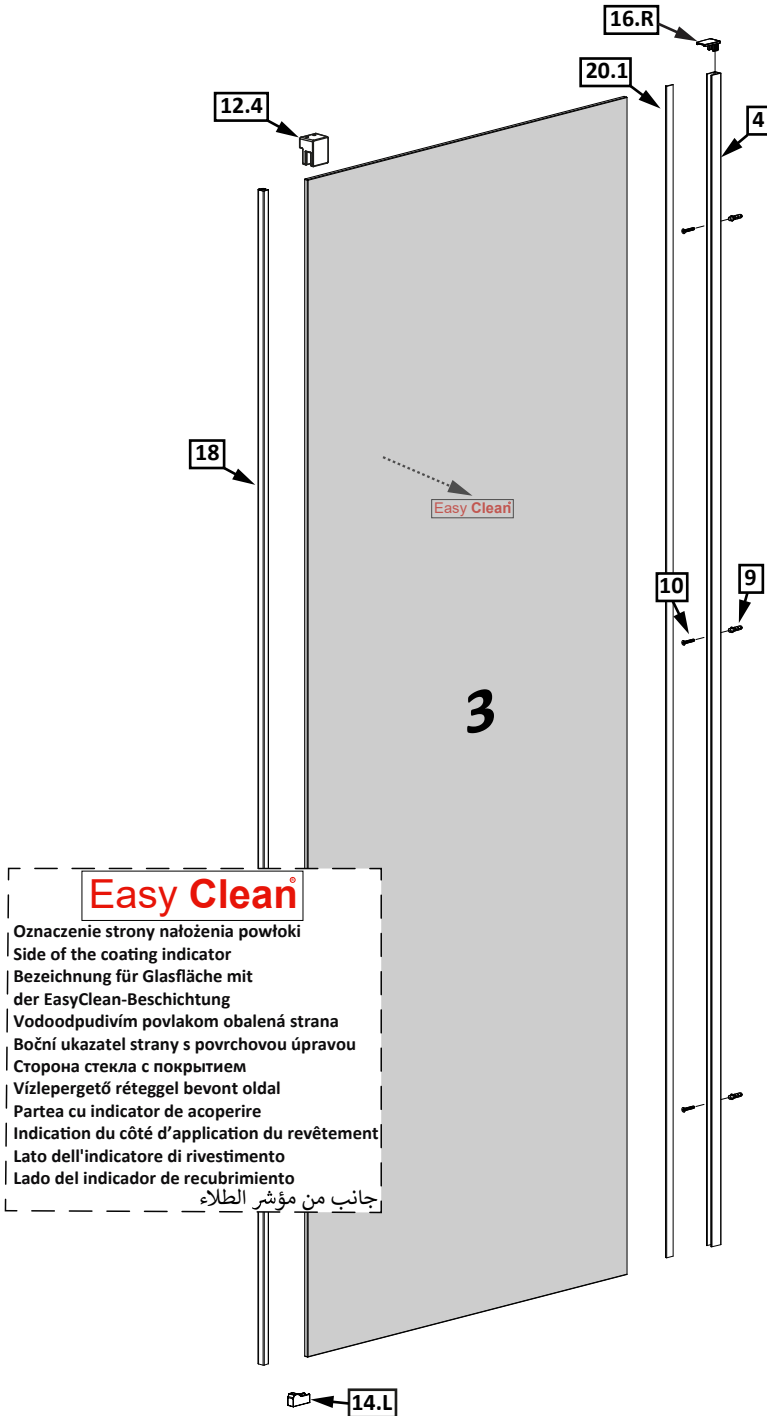 16.R
20.1
12.4
4
18
Easy Clean
10
9
3
Easy Clean®
Oznaczenie strony nałożenia powłoki
Side of the coating indicator
Bezeichnung für Glasfläche mit
der EasyClean-Beschichtung
Vodoodpudivím povlakom obalená strana
Boční ukazatel strany s povrchovou úpravou
Сторона стекла с покрытием
Vízlepergető réteggel bevont oldal
Partea cu indicator de acoperire
Indication du côté d'application du revêtement
Lato dell'indicatore di rivestimento
Lado del indicador de recubrimiento
جانب من مؤشر الطلاء
14.L